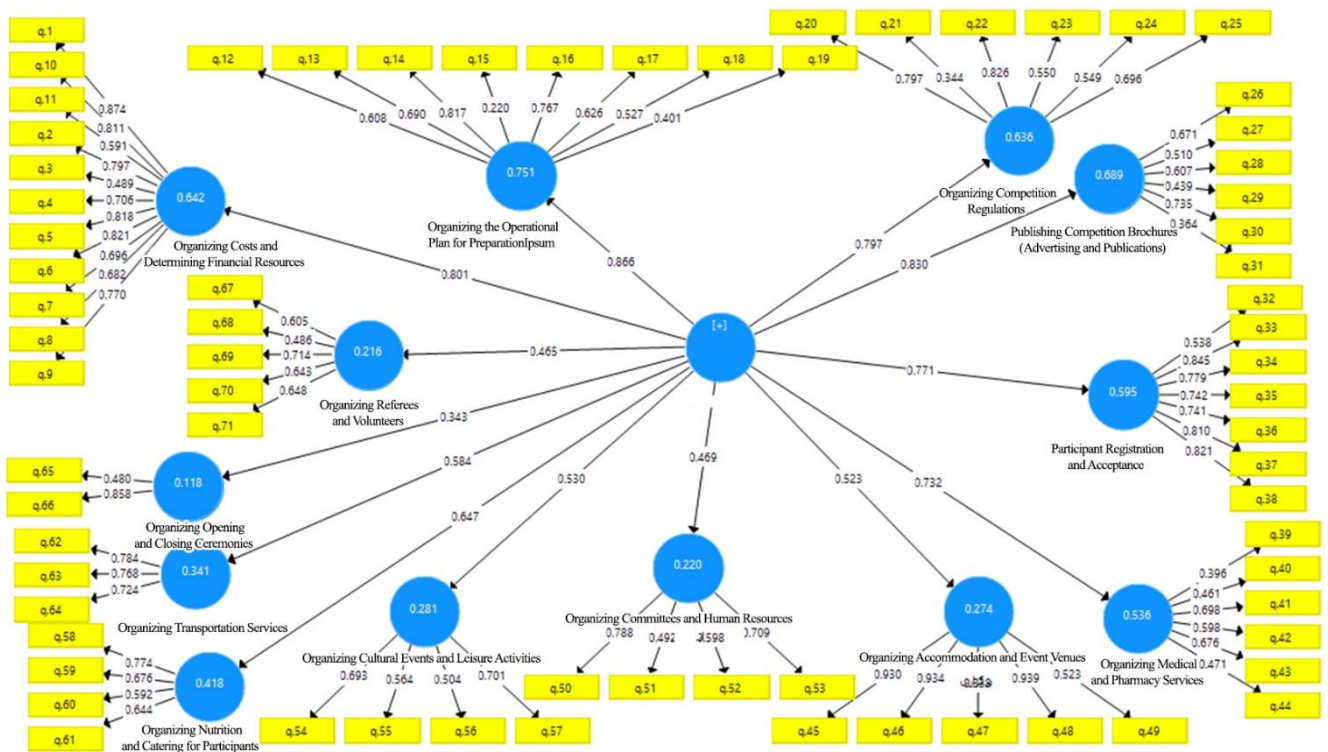 q.1
q.10
q.11
q.2
q.3
q.4
q.5
q.6
q.7
q.8
q.9
0.874
0.811
0.591
0.797
0.489
0.706
0.818
0.821
0.696
0.682
0.770
0.642
Organizing Costs and
Determining Financial Resources
0.801
q.12
q.13
q.14
q.15
q.16
q.17
q.18
q.19
0.608
0.690
0.817
0.220
0.767
0.626
0.527
0.401
0.751
Organizing the Operational
Plan for PreparationIpsum
0.866
q.20
q.21
q.22
q.23
q.24
q.25
0.797
0.344
0.826
0.550
0.549
0.696
0.636
Organizing Competition
Regulations
0.797
q.26
q.27
q.28
q.29
q.30
q.31
0.671
0.510
0.607
0.439
0.735
0.364
0.689
Publishing Competition Brochures
(Advertising and Publications)
0.830
[+]
q.67
q.68
q.69
q.70
q.71
0.605
0.486
0.714
0.643
0.648
0.216
Organizing Referees
and Volunteers
0.465
q.32
q.33
q.34
q.35
q.36
q.37
q.38
0.538
0.845
0.779
0.742
0.741
0.810
0.821
0.595
Participant Registration
and Acceptance
0.771
q.65
q.66
0.480
0.858
0.118
Organizing Opening
and Closing Ceremonies
0.343
q.62
q.63
q.64
0.784
0.768
0.724
0.341
Organizing Transportation Services
0.584
q.58
q.59
q.60
q.61
0.774
0.676
0.592
0.644
0.418
Organizing Nutrition
and Catering for Participants
0.647
0.530
0.281
Organizing Cultural Events and Leisure Activities
0.693
0.564
0.504
0.701
q.54
q.55
q.56
q.57
0.469
0.220
Organizing Committees and Human Resources
0.788
0.492
0.709
q.50
q.51
q.52
q.53
0.523
0.274
Organizing Accommodation and Event Venues
0.930
0.934
0.939
0.523
q.45
q.46
q.47
q.48
q.49
0.732
0.536
Organizing Medical
and Pharmacy Services
0.396
0.461
0.698
0.598
0.676
0.471
q.39
q.40
q.41
q.42
q.43
q.44